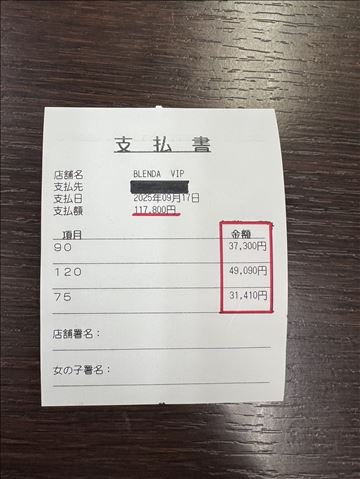 支払書
店舗名 BLENDA VIP
支払先
支払日 2025年09月17日
支払額 117,800円
項目 金額
90 37,300円
120 49,090円
75 31,410円
店舗署名：
女の子署名：